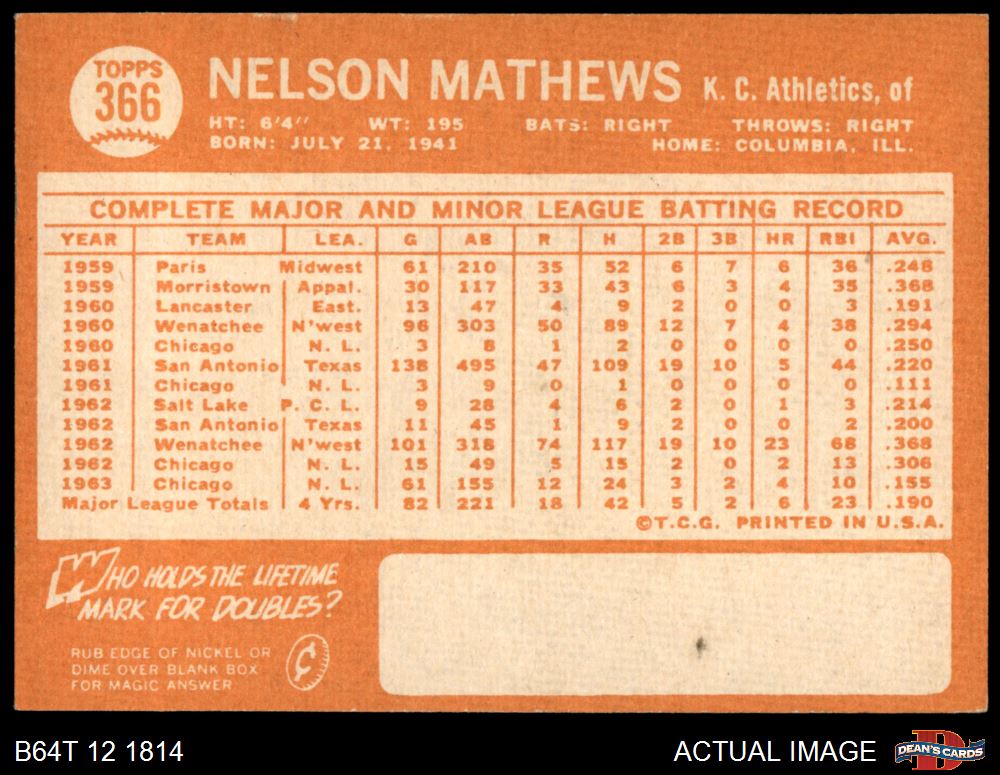 TOPPS
366
NELSON MATHEWS K. C. Athletics, of
HT: 6'4" WT: 195 BATS: RIGHT THROWS: RIGHT
BORN: JULY 21, 1941 HOME: COLUMBIA, ILL.
COMPLETE MAJOR AND MINOR LEAGUE BATTING RECORD
YEAR TEAM LEA. G AB R H 2B 3B HR RBI AVG.
1959 Paris Midwest 61 210 35 52 6 7 6 36 .248
1959 Morristown Appal. 30 117 33 43 6 3 4 35 .368
1960 Lancaster East. 13 47 4 9 2 0 0 3 .191
1960 Wenatchee N'west 96 303 50 89 12 7 4 38 .294
1960 Chicago N. L. 3 8 1 2 0 0 0 0 .250
1961 San Antonio Texas 138 495 47 109 19 10 5 44 .220
1961 Chicago N. L. 3 9 0 1 0 0 0 0 .111
1962 Salt Lake P. C. L. 9 28 4 6 2 0 1 3 .214
1962 San Antonio Texas 11 45 1 9 2 0 0 2 .200
1962 Wenatchee N'west 101 318 74 117 19 10 23 68 .368
1962 Chicago N. L. 15 49 5 15 2 0 2 13 .306
1963 Chicago N. L. 61 155 12 24 3 2 4 10 .155
Major League Totals 4 Yrs. 82 221 18 42 5 2 6 23 .190
©T.C.G. PRINTED IN U.S.A.
WHO HOLDS THE LIFETIME
MARK FOR DOUBLES?
RUB EDGE OF NICKEL OR
DIME OVER BLANK BOX
FOR MAGIC ANSWER
¢
B64T 12 1814 ACTUAL IMAGE
DEAN'S CARDS